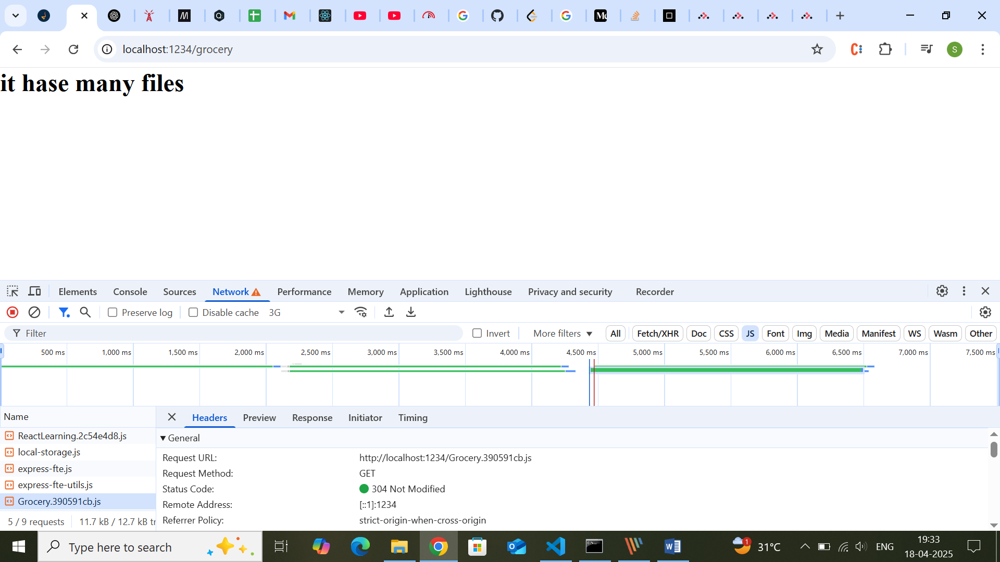 localhost:1234/grocery
S
it hase many files
Elements Console Sources Network Performance Memory Application Lighthouse Privacy and security Recorder
Preserve log Disable cache 3G
Filter Invert More filters All Fetch/XHR Doc CSS JS Font Img Media Manifest WS Wasm Other
500 ms 1,000 ms 1,500 ms 2,000 ms 2,500 ms 3,000 ms 3,500 ms 4,000 ms 4,500 ms 5,000 ms 5,500 ms 6,000 ms 6,500 ms 7,000 ms 7,500 ms
Name Headers Preview Response Initiator Timing
ReactLearning.2c54e4d8.js
local-storage.js
express-fte.js
express-fte-utils.js
Grocery.390591cb.js
5 / 9 requests 11.7 kB / 12.7 kB tr
General
Request URL: http://localhost:1234/Grocery.390591cb.js
Request Method: GET
Status Code: 304 Not Modified
Remote Address: [::1]:1234
Referrer Policy: strict-origin-when-cross-origin
Type here to search
1
31°C ENG
19:33
18-04-2025